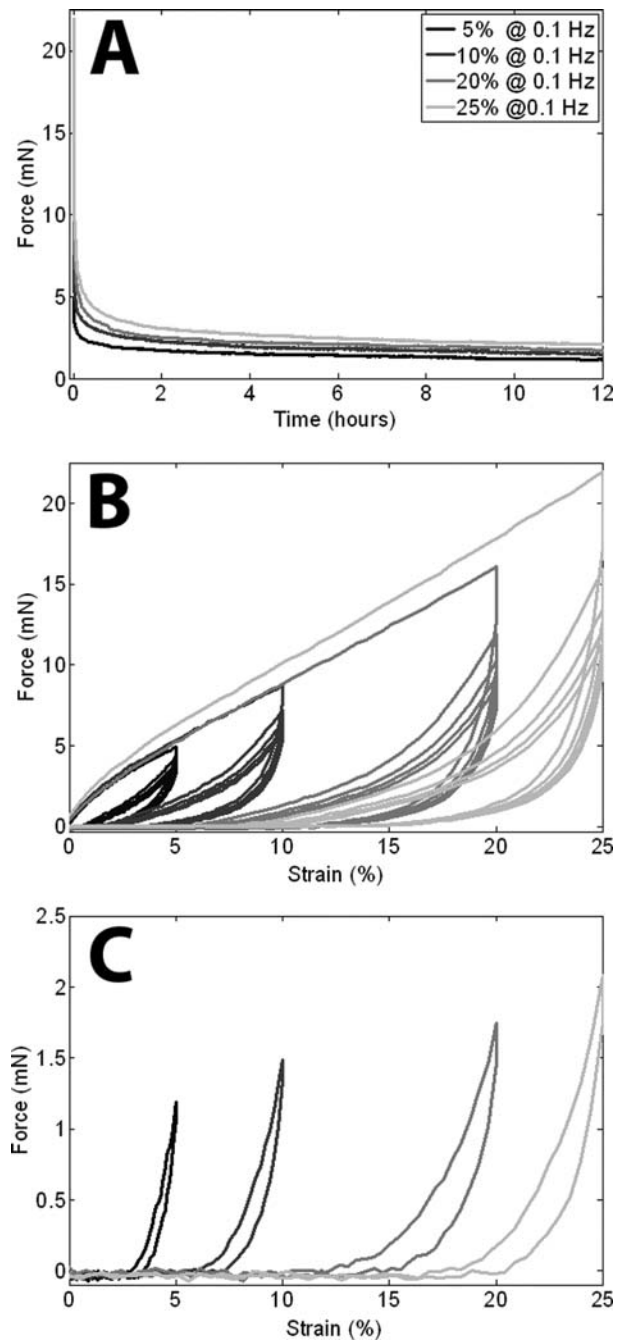 A
5% @ 0.1 Hz
10% @ 0.1 Hz
20% @ 0.1 Hz
25% @0.1 Hz
20
15
10
5
0
Force (mN)
0 2 4 6 8 10 12
Time (hours)
B
20
15
10
5
0
Force (mN)
0 5 10 15 20 25
Strain (%)
C
2.5
2
1.5
1
0.5
0
Force (mN)
0 5 10 15 20 25
Strain (%)